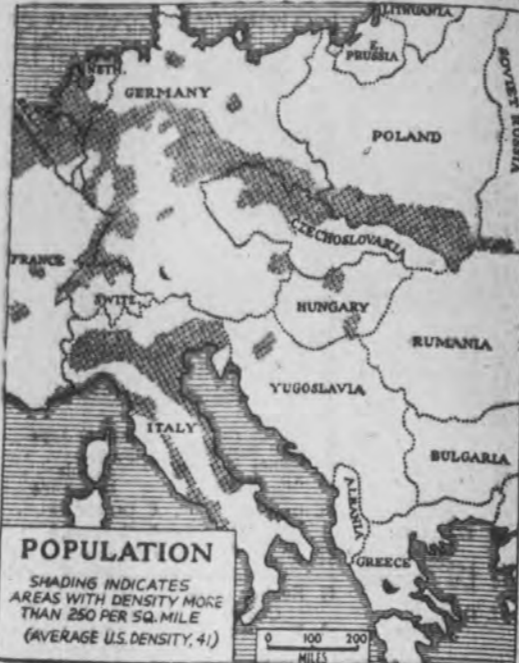 LITHUANIA
E.
PRUSSIA
NETH.
GERMANY
POLAND
SOVIET RUSSIA
CZECHOSLOVAKIA
FRANCE
SWITZ.
HUNGARY
RUMANIA
YUGOSLAVIA
ITALY
BULGARIA
ALBANIA
GREECE
POPULATION
SHADING INDICATES
AREAS WITH DENSITY MORE
THAN 250 PER SQ. MILE
(AVERAGE U.S. DENSITY, 41)
0 100 200
MILES